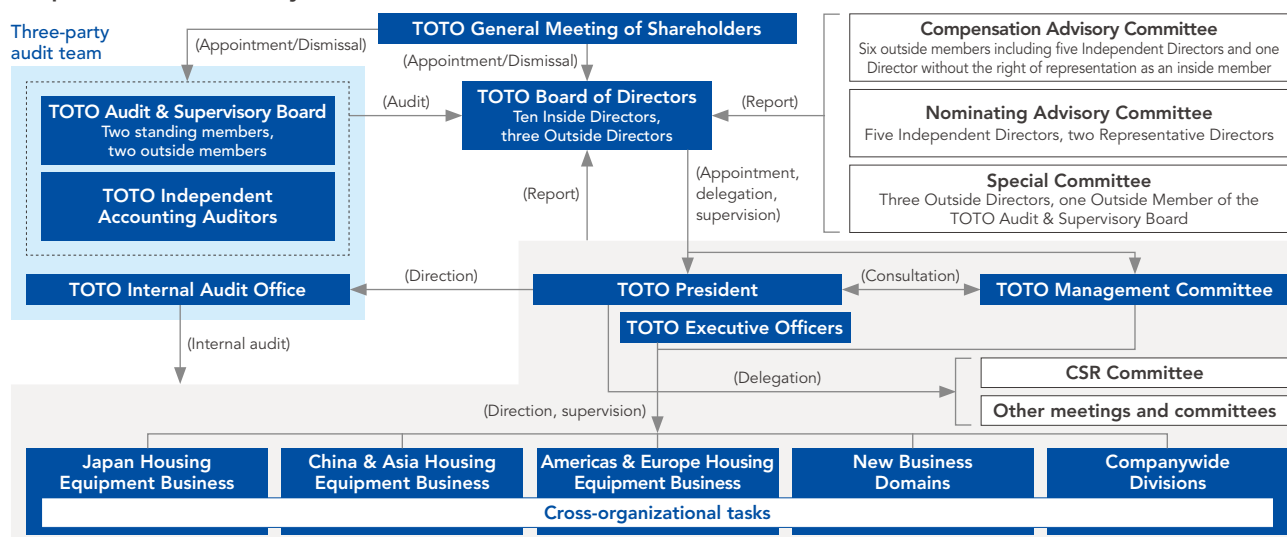 Three-party
audit team
(Appointment/Dismissal)
TOTO General Meeting of Shareholders
(Appointment/Dismissal)
TOTO Audit & Supervisory Board
Two standing members,
two outside members
TOTO Independent
Accounting Auditors
(Audit)
TOTO Board of Directors
Ten Inside Directors,
three Outside Directors
(Report)
Compensation Advisory Committee
Six outside members including five Independent Directors and one
Director without the right of representation as an inside member
Nominating Advisory Committee
Five Independent Directors, two Representative Directors
Special Committee
Three Outside Directors, one Outside Member of the
TOTO Audit & Supervisory Board
(Report)
(Appointment,
delegation,
supervision)
TOTO Internal Audit Office
(Direction)
TOTO President
(Consultation)
TOTO Management Committee
TOTO Executive Officers
(Internal audit)
(Delegation)
CSR Committee
Other meetings and committees
(Direction, supervision)
Japan Housing
Equipment Business
China & Asia Housing
Equipment Business
Americas & Europe Housing
Equipment Business
New Business
Domains
Companywide
Divisions
Cross-organizational tasks